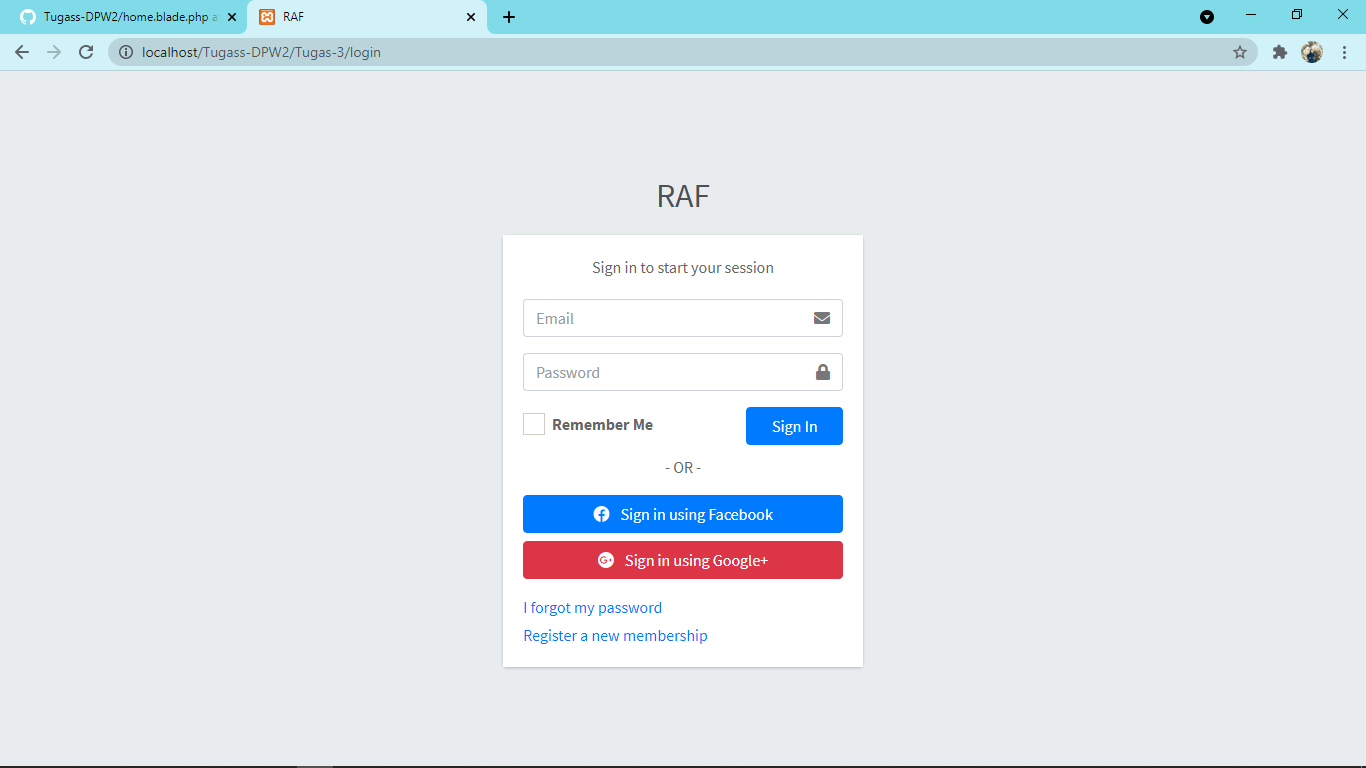 Tugass-DPW2/home.blade.php a
RAF
localhost/Tugass-DPW2/Tugas-3/login
RAF
Sign in to start your session
Email
Password
Remember Me
Sign In
- OR -
Sign in using Facebook
Sign in using Google+
I forgot my password
Register a new membership